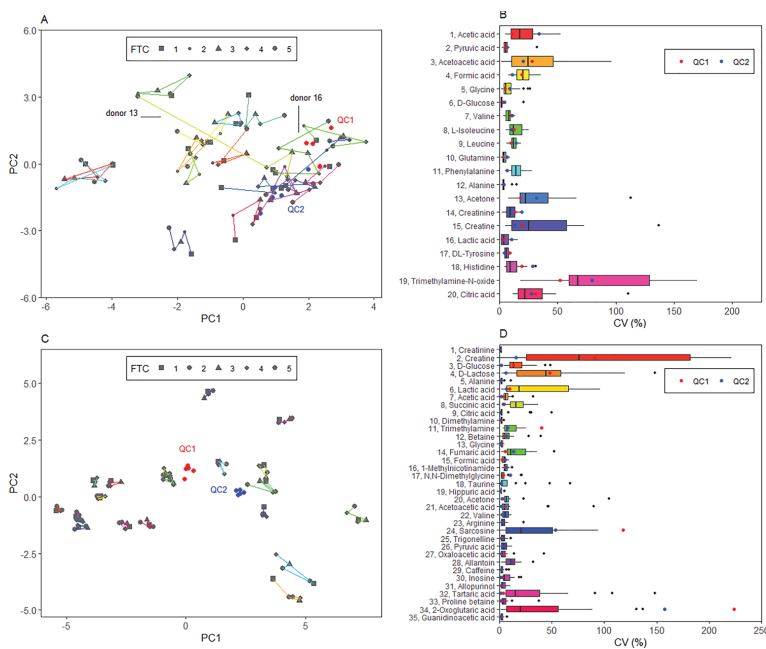 A
FTC 1 2 3 4 5
donor 13
donor 16
QC1
QC2
6.0
3.0
0.0
-3.0
-6.0
PC2
-6 -4 -2 0 2 4
PC1
B
QC1 QC2
1, Acetic acid
2, Pyruvic acid
3, Acetoacetic acid
4, Formic acid
5, Glycine
6, D-Glucose
7, Valine
8, L-Isoleucine
9, Leucine
10, Glutamine
11, Phenylalanine
12, Alanine
13, Acetone
14, Creatinine
15, Creatine
16, Lactic acid
17, DL-Tyrosine
18, Histidine
19, Trimethylamine-N-oxide
20, Citric acid
0 50 100 150 200
CV (%)
C
FTC 1 2 3 4 5
QC1
QC2
5.0
2.5
0.0
-2.5
-5.0
PC2
-5 0 5
PC1
D
QC1 QC2
1, Creatinine
2, Creatine
3, D-Glucose
4, D-Lactose
5, Alanine
6, Lactic acid
7, Acetic acid
8, Succinic acid
9, Citric acid
10, Dimethylamine
11, Trimethylamine
12, Betaine
13, Glycine
14, Fumaric acid
15, Formic acid
16, 1-Methylnicotinamide
17, N,N-Dimethylglycine
18, Taurine
19, Hippuric acid
20, Acetone
21, Acetoacetic acid
22, Valine
23, Arginine
24, Sarcosine
25, Trigonelline
26, Pyruvic acid
27, Oxaloacetic acid
28, Allantoin
29, Caffeine
30, Inosine
31, Allopurinol
32, Tartaric acid
33, Proline betaine
34, 2-Oxoglutaric acid
35, Guanidinoacetic acid
0 50 100 150 200 250
CV (%)